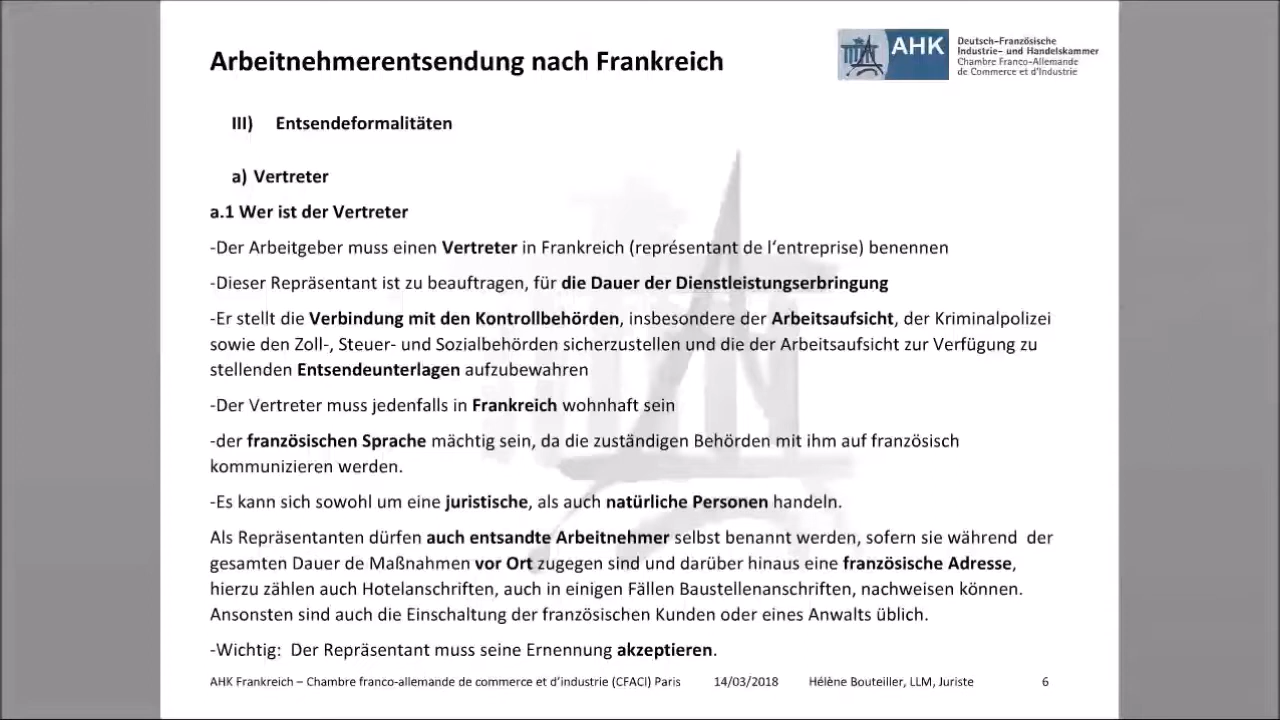 Arbeitnehmerentsendung nach Frankreich
AHK
Deutsch-Französische
Industrie- und Handelskammer
Chambre Franco-Allemande
de Commerce et d'Industrie
III) Entsendeformalitäten
a) Vertreter
a.1 Wer ist der Vertreter
-Der Arbeitgeber muss einen Vertreter in Frankreich (représentant de l'entreprise) benennen
-Dieser Repräsentant ist zu beauftragen, für die Dauer der Dienstleistungserbringung
-Er stellt die Verbindung mit den Kontrollbehörden, insbesondere der Arbeitsaufsicht, der Kriminalpolizei
sowie den Zoll-, Steuer- und Sozialbehörden sicherzustellen und die der Arbeitsaufsicht zur Verfügung zu
stellenden Entsendeunterlagen aufzubewahren
-Der Vertreter muss jedenfalls in Frankreich wohnhaft sein
-der französischen Sprache mächtig sein, da die zuständigen Behörden mit ihm auf französisch
kommunizieren werden.
-Es kann sich sowohl um eine juristische, als auch natürliche Personen handeln.
Als Repräsentanten dürfen auch entsandte Arbeitnehmer selbst benannt werden, sofern sie während der
gesamten Dauer de Maßnahmen vor Ort zugegen sind und darüber hinaus eine französische Adresse,
hierzu zählen auch Hotelanschriften, auch in einigen Fällen Baustellenanschriften, nachweisen können.
Ansonsten sind auch die Einschaltung der französischen Kunden oder eines Anwalts üblich.
-Wichtig: Der Repräsentant muss seine Ernennung akzeptieren.
AHK Frankreich – Chambre franco-allemande de commerce et d'industrie (CFACI) Paris 14/03/2018 Hélène Bouteiller, LLM, Juriste 6